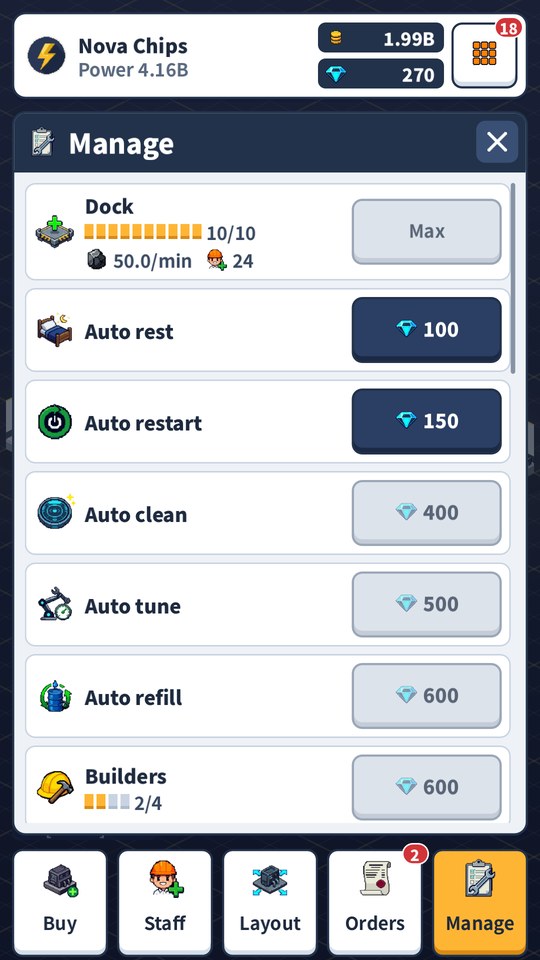 Nova Chips
Power 4.16B
1.99B
270
18
Manage
Dock
10/10
50.0/min 24
Max
Auto rest
100
Auto restart
150
Auto clean
400
Auto tune
500
Auto refill
600
Builders
2/4
600
Buy
Staff
Layout
Orders
2
Manage